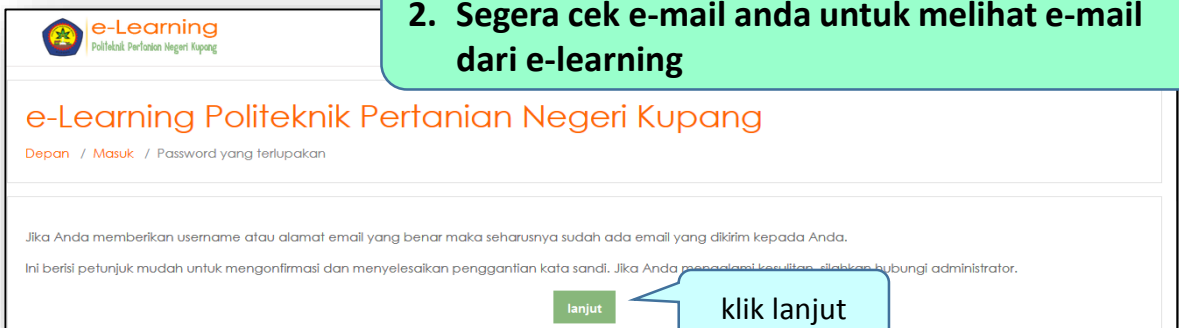 e-Learning
Politeknik Pertanian Negeri Kupang
2. Segera cek e-mail anda untuk melihat e-mail
dari e-learning
e-Learning Politeknik Pertanian Negeri Kupang
Depan / Masuk / Password yang terlupakan
Jika Anda memberikan username atau alamat email yang benar maka seharusnya sudah ada email yang dikirim kepada Anda.
Ini berisi petunjuk mudah untuk mengonfirmasi dan menyelesaikan penggantian kata sandi. Jika Anda mengalami kesulitan, silahkan hubungi administrator.
lanjut
klik lanjut